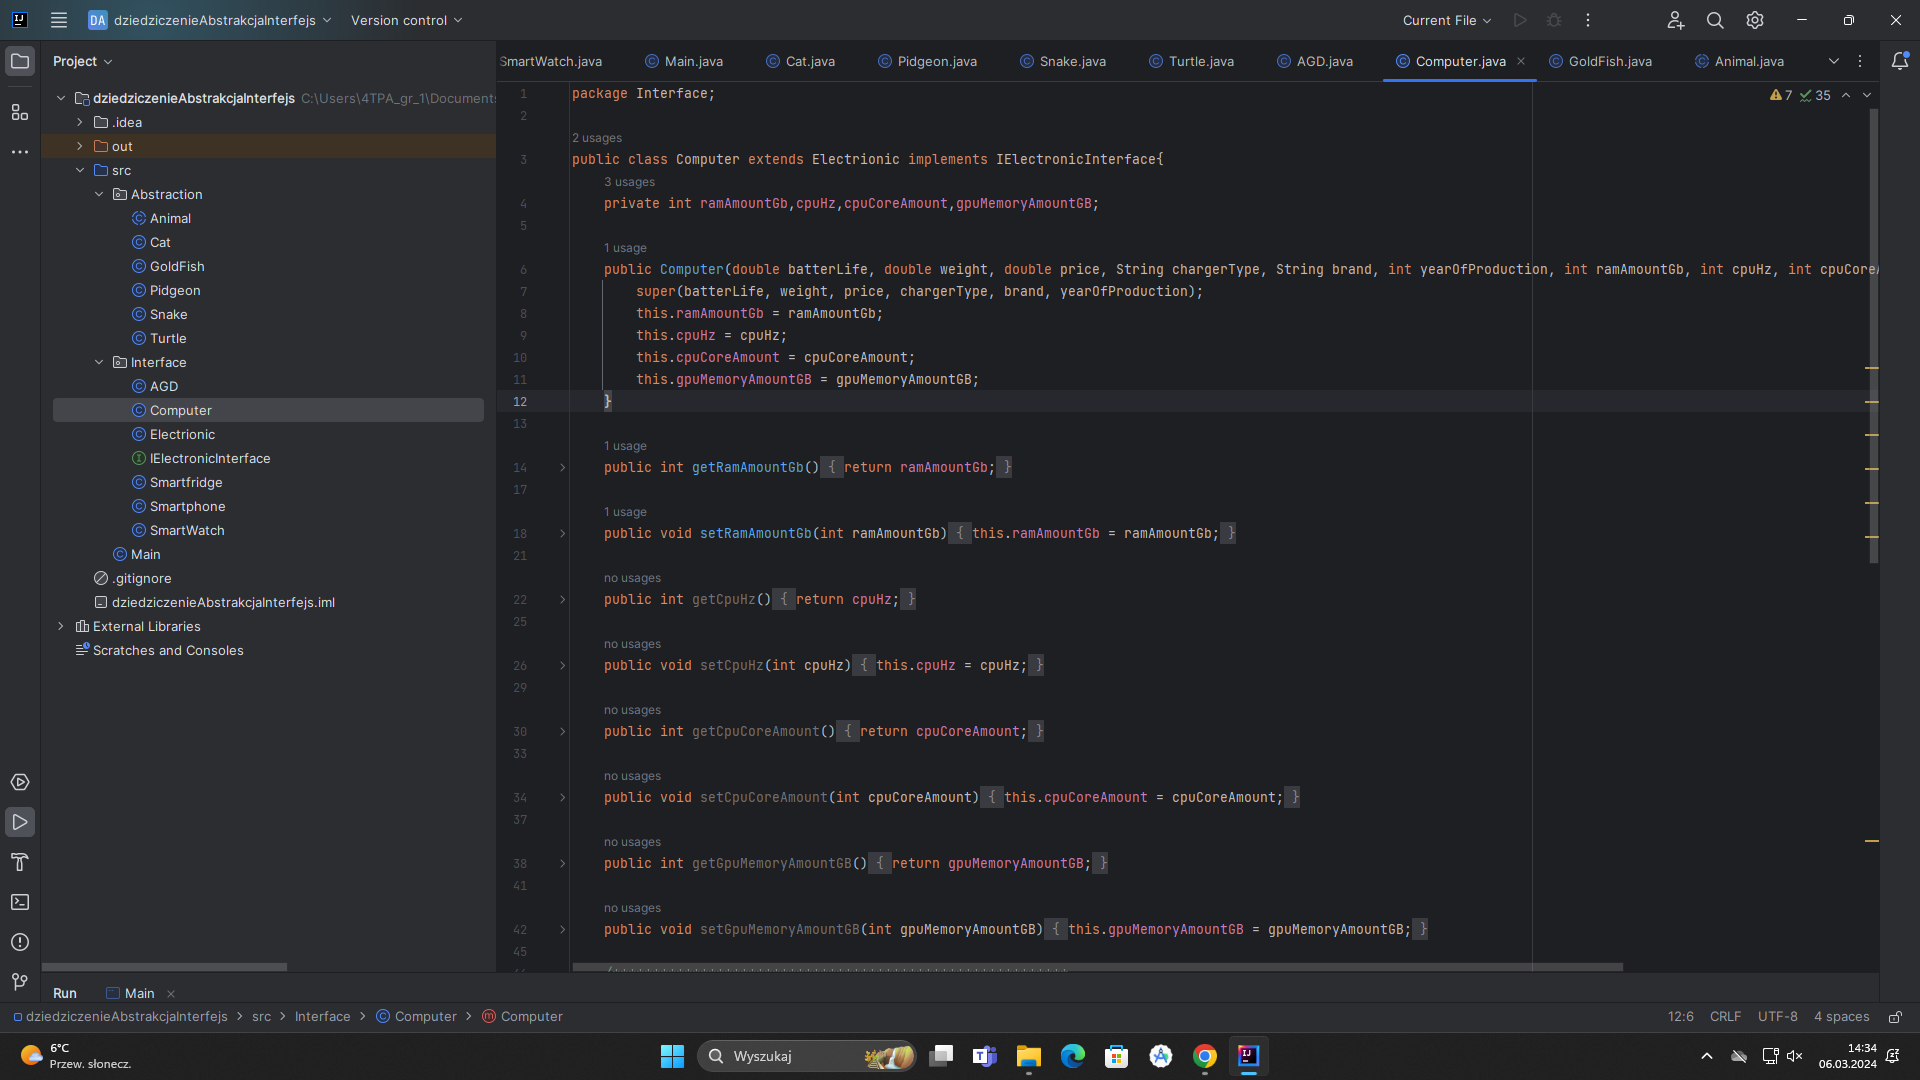 DA dziedziczenieAbstrakcjaInterfejs Version control Current File
Project
SmartWatch.java Main.java Cat.java Pidgeon.java Snake.java Turtle.java AGD.java Computer.java GoldFish.java Animal.java
dziedziczenieAbstrakcjaInterfejs C:\Users\4TPA_gr_1\Documents
.idea
out
src
Abstraction
Animal
Cat
GoldFish
Pidgeon
Snake
Turtle
Interface
AGD
Computer
Electrionic
IElectronicInterface
Smartfridge
Smartphone
SmartWatch
Main
.gitignore
dziedziczenieAbstrakcjaInterfejs.iml
External Libraries
Scratches and Consoles
7 35
1 package Interface;
2
2 usages
3 public class Computer extends Electrionic implements IElectronicInterface{
3 usages
4 private int ramAmountGb,cpuHz,cpuCoreAmount,gpuMemoryAmountGB;
5
1 usage
6 public Computer(double batterLife, double weight, double price, String chargerType, String brand, int yearOfProduction, int ramAmountGb, int cpuHz, int cpuCoreA
7 super(batterLife, weight, price, chargerType, brand, yearOfProduction);
8 this.ramAmountGb = ramAmountGb;
9 this.cpuHz = cpuHz;
10 this.cpuCoreAmount = cpuCoreAmount;
11 this.gpuMemoryAmountGB = gpuMemoryAmountGB;
12 }
13
1 usage
14 public int getRamAmountGb() { return ramAmountGb; }
17
1 usage
18 public void setRamAmountGb(int ramAmountGb) { this.ramAmountGb = ramAmountGb; }
21
no usages
22 public int getCpuHz() { return cpuHz; }
25
no usages
26 public void setCpuHz(int cpuHz) { this.cpuHz = cpuHz; }
29
no usages
30 public int getCpuCoreAmount() { return cpuCoreAmount; }
33
no usages
34 public void setCpuCoreAmount(int cpuCoreAmount) { this.cpuCoreAmount = cpuCoreAmount; }
37
no usages
38 public int getGpuMemoryAmountGB() { return gpuMemoryAmountGB; }
41
no usages
42 public void setGpuMemoryAmountGB(int gpuMemoryAmountGB) { this.gpuMemoryAmountGB = gpuMemoryAmountGB; }
45
Run Main
dziedziczenieAbstrakcjaInterfejs > src > Interface > Computer > Computer
12:6 CRLF UTF-8 4 spaces
6°C
Przew. słonecz.
Wyszukaj
14:34
06.03.2024